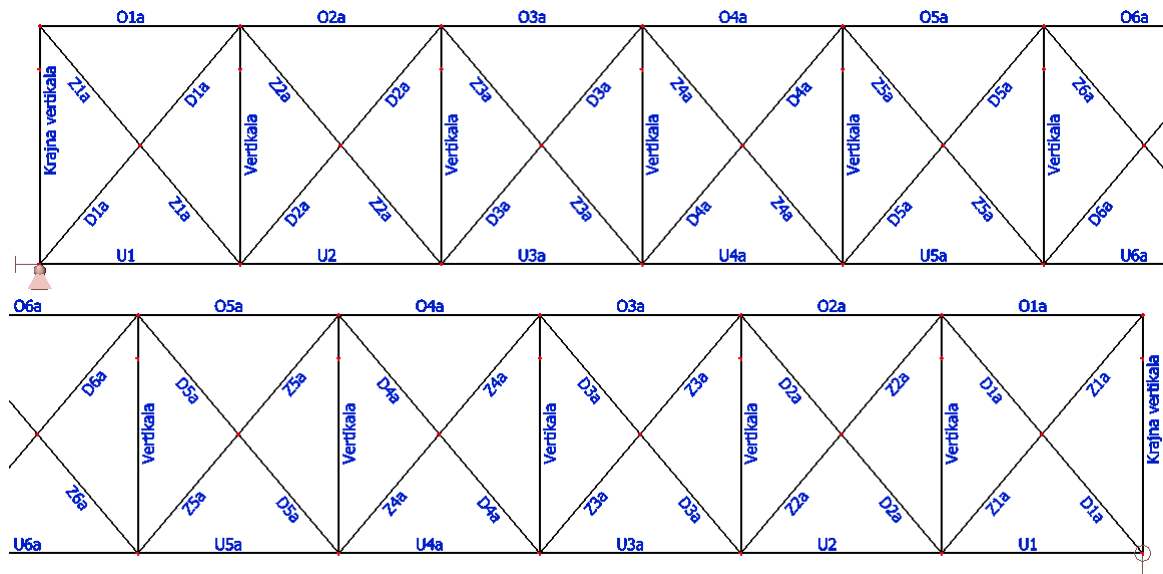 O1a O2a O3a O4a O5a O6a
Z1a D1a Z2a D2a Z3a D3a Z4a D4a Z5a D5a Z6a
Krajna vertikala Vertikala Vertikala Vertikala Vertikala Vertikala
D1a Z1a D2a Z2a D3a Z3a D4a Z4a D5a Z5a D6a
U1 U2 U3a U4a U5a U6a
O6a O5a O4a O3a O2a O1a
D6a D5a Z5a D4a Z4a D3a Z3a D2a Z2a D1a Z1a
Vertikala Vertikala Vertikala Vertikala Vertikala Krajna vertikala
Z6a Z5a D5a Z4a D4a Z3a D3a Z2a D2a Z1a D1a
U6a U5a U4a U3a U2 U1